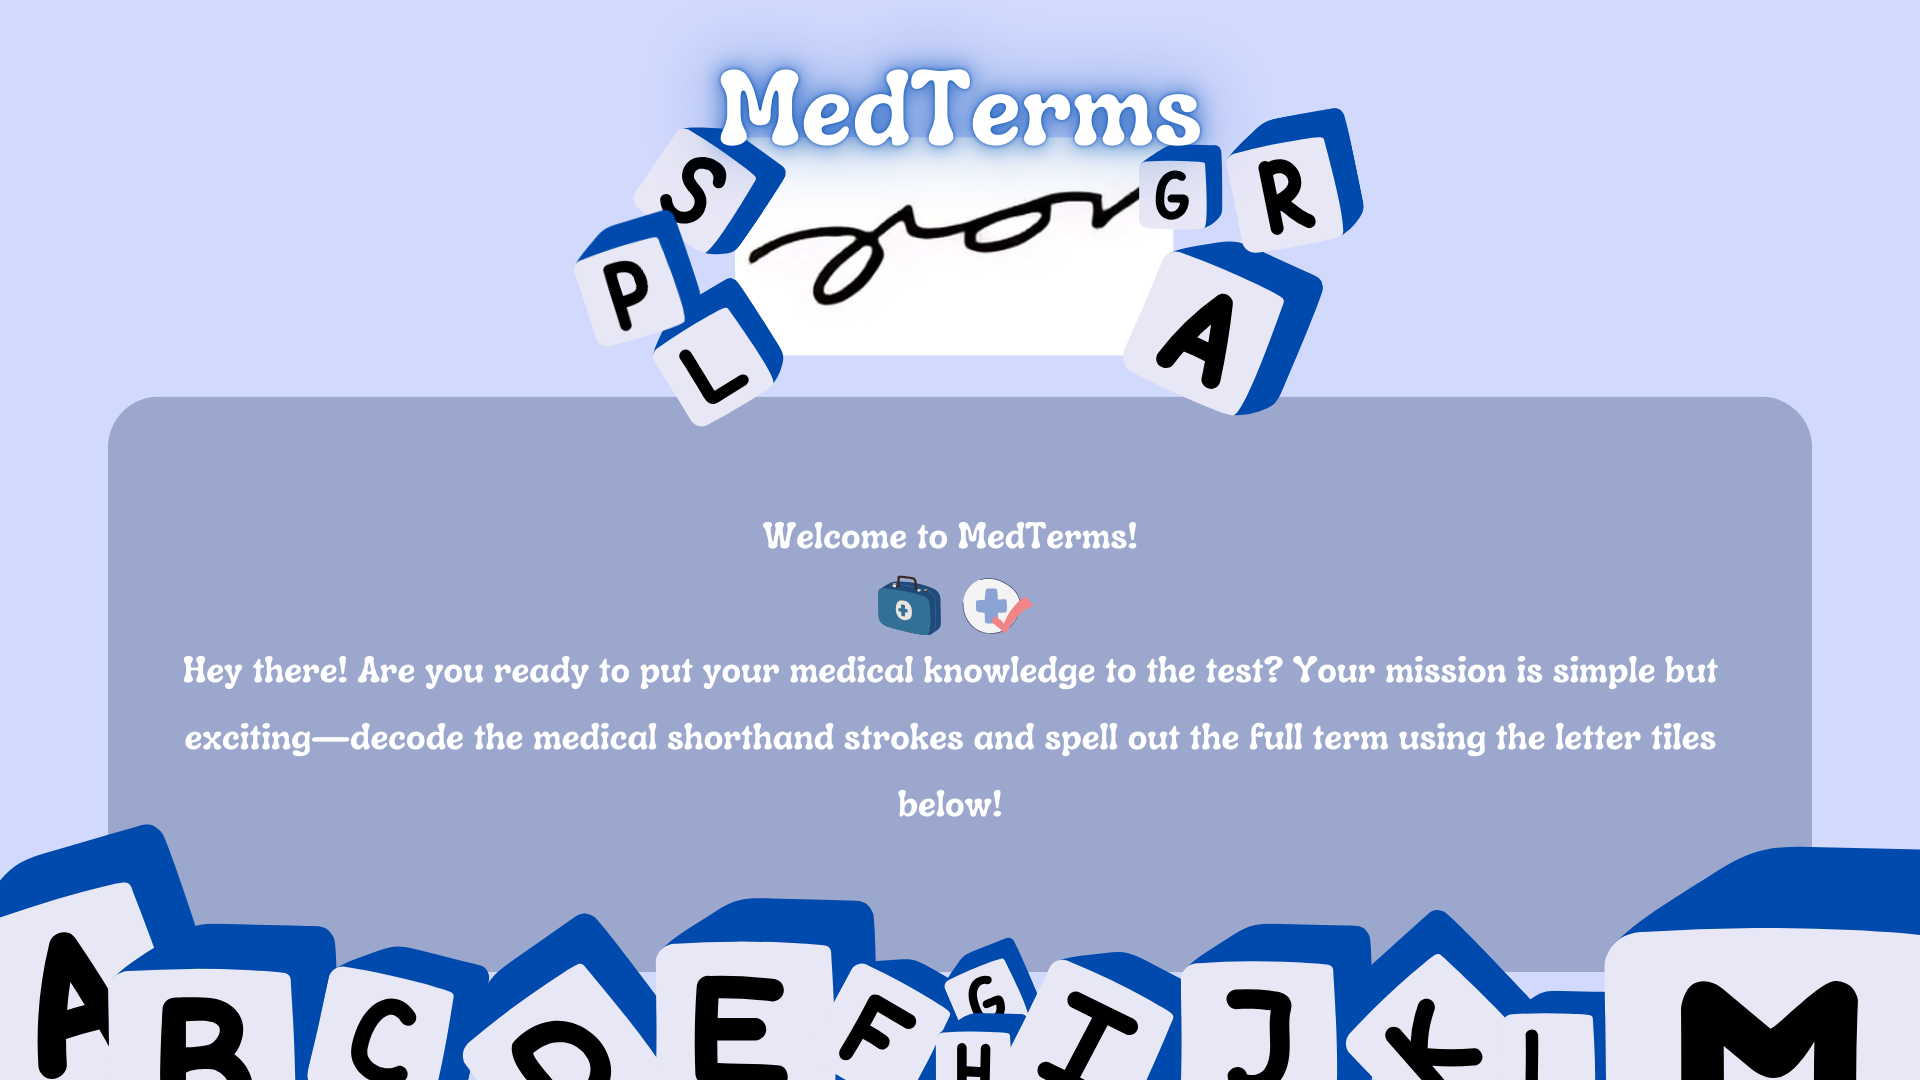 MedTerms
S
G R
P
L
A
Welcome to MedTerms!
Hey there! Are you ready to put your medical knowledge to the test? Your mission is simple but
exciting—decode the medical shorthand strokes and spell out the full term using the letter tiles
below!
A B C D E F G H I J K M